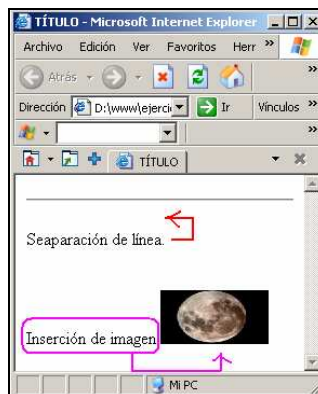 TÍTULO - Microsoft Internet Explorer
Archivo Edición Ver Favoritos Herr »
Atrás »
Dirección D:\www\ejerci Ir Vínculos »
»
TÍTULO
Seaparación de línea.
Inserción de imagen
Mi PC